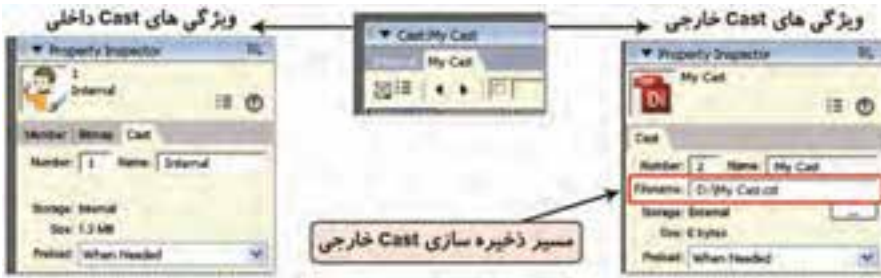 ویژگی های Cast خارجی
ویژگی های Cast داخلی
Property Inspector
1
Internal
Member Bitmap Cast
Number: 1 Name: Internal
Storage: Internal
Size: 1.3 MB
Preload: When Needed
Cast:My Cast
Internal My Cast
Property Inspector
My Cast
Cast
Number: 2 Name: My Cast
Filename: D:\My Cast.cst
Storage: External ...
Size: 0 bytes
Preload: When Needed
مسیر ذخیره سازی Cast خارجی